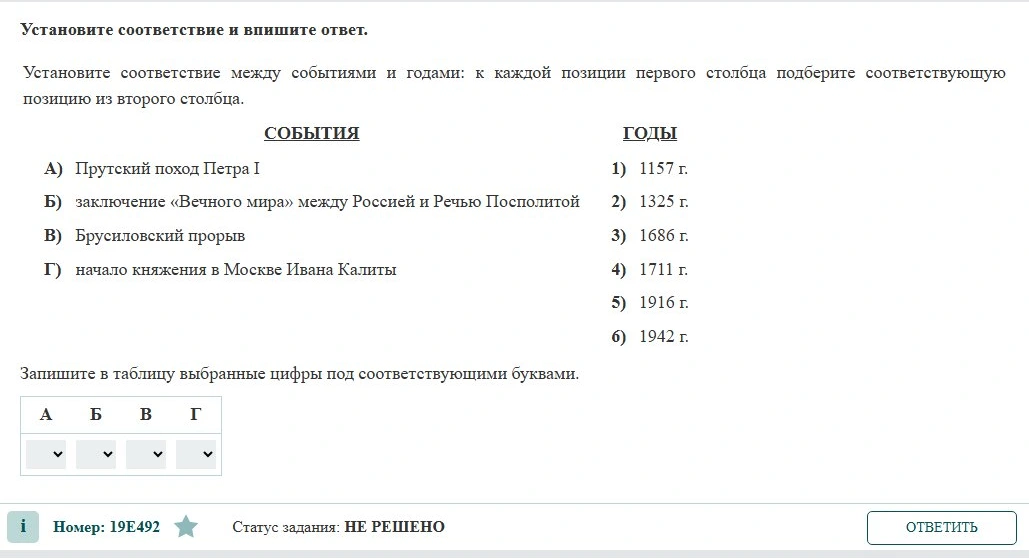 Установите соответствие и впишите ответ.
Установите соответствие между событиями и годами: к каждой позиции первого столбца подберите соответствующую
позицию из второго столбца.
СОБЫТИЯ ГОДЫ
А) Прутский поход Петра I 1) 1157 г.
Б) заключение «Вечного мира» между Россией и Речью Посполитой 2) 1325 г.
В) Брусиловский прорыв 3) 1686 г.
Г) начало княжения в Москве Ивана Калиты 4) 1711 г.
5) 1916 г.
6) 1942 г.
Запишите в таблицу выбранные цифры под соответствующими буквами.
А Б В Г
i Номер: 19E492 Статус задания: НЕ РЕШЕНО ОТВЕТИТЬ